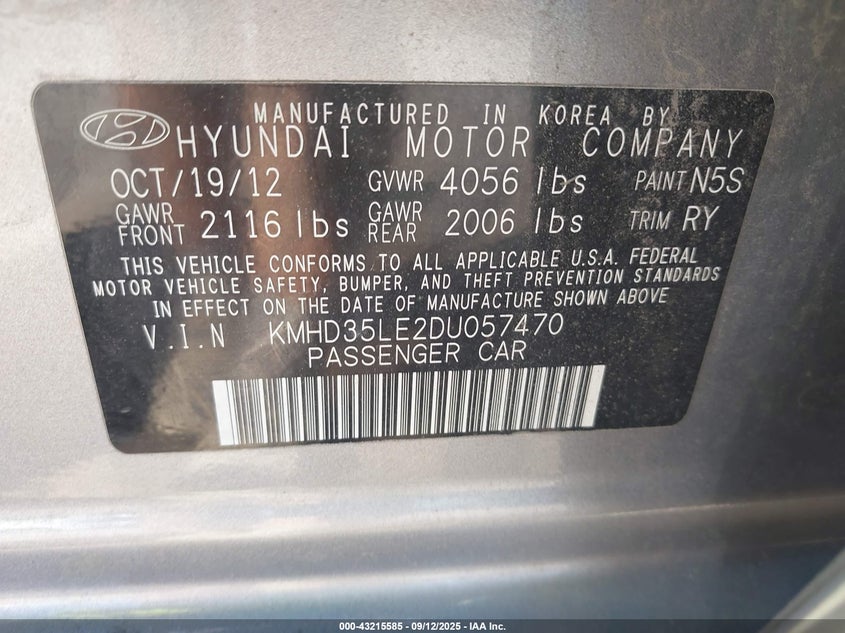 MANUFACTURED IN KOREA BY
HYUNDAI MOTOR COMPANY
OCT/19/12 GVWR 4056 lbs PAINT N5S
GAWR FRONT 2116 lbs GAWR REAR 2006 lbs TRIM RY
THIS VEHICLE CONFORMS TO ALL APPLICABLE U.S.A. FEDERAL
MOTOR VEHICLE SAFETY, BUMPER, AND THEFT PREVENTION STANDARDS
IN EFFECT ON THE DATE OF MANUFACTURE SHOWN ABOVE
V.I.N KMHD35LE2DU057470
PASSENGER CAR
000-43215585 - 09/12/2025 - IAA Inc.